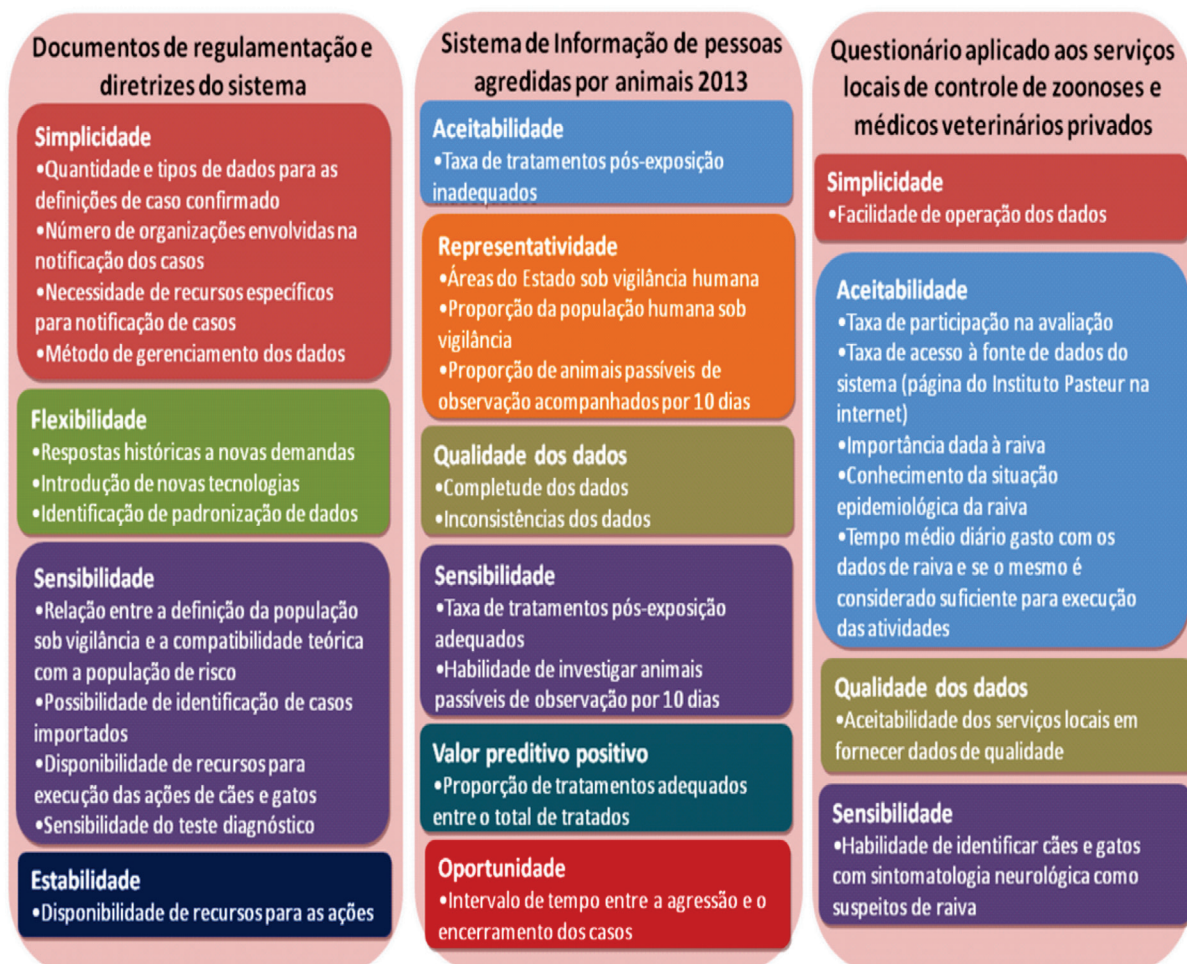 Documentos de regulamentação e
diretrizes do sistema
Simplicidade
•Quantidade e tipos de dados para as
definições de caso confirmado
•Número de organizações envolvidas na
notificação dos casos
•Necessidade de recursos específicos
para notificação de casos
•Método de gerenciamento dos dados
Flexibilidade
•Respostas históricas a novas demandas
•Introdução de novas tecnologias
•Identificação de padronização de dados
Sensibilidade
•Relação entre a definição da população
sob vigilância e a compatibilidade teórica
com a população de risco
•Possibilidade de identificação de casos
importados
•Disponibilidade de recursos para
execução das ações de cães e gatos
•Sensibilidade do teste diagnóstico
Estabilidade
•Disponibilidade de recursos para as ações
Sistema de Informação de pessoas
agredidas por animais 2013
Aceitabilidade
•Taxa de tratamentos pós-exposição
inadequados
Representatividade
•Áreas do Estado sob vigilância humana
•Proporção da população humana sob
vigilância
•Proporção de animais passíveis de
observação acompanhados por 10 dias
Qualidade dos dados
•Completude dos dados
•Inconsistências dos dados
Sensibilidade
•Taxa de tratamentos pós-exposição
adequados
•Habilidade de investigar animais
passíveis de observação por 10 dias
Valor preditivo positivo
•Proporção de tratamentos adequados
entre o total de tratados
Oportunidade
•Intervalo de tempo entre a agressão e o
encerramento dos casos
Questionário aplicado aos serviços
locais de controle de zoonoses e
médicos veterinários privados
Simplicidade
•Facilidade de operação dos dados
Aceitabilidade
•Taxa de participação na avaliação
•Taxa de acesso à fonte de dados do
sistema (página do Instituto Pasteur na
internet)
•Importância dada à raiva
•Conhecimento da situação
epidemiológica da raiva
•Tempo médio diário gasto com os
dados de raiva e se o mesmo é
considerado suficiente para execução
das atividades
Qualidade dos dados
•Aceitabilidade dos serviços locais em
fornecer dados de qualidade
Sensibilidade
•Habilidade de identificar cães e gatos
com sintomatologia neurológica como
suspeitos de raiva